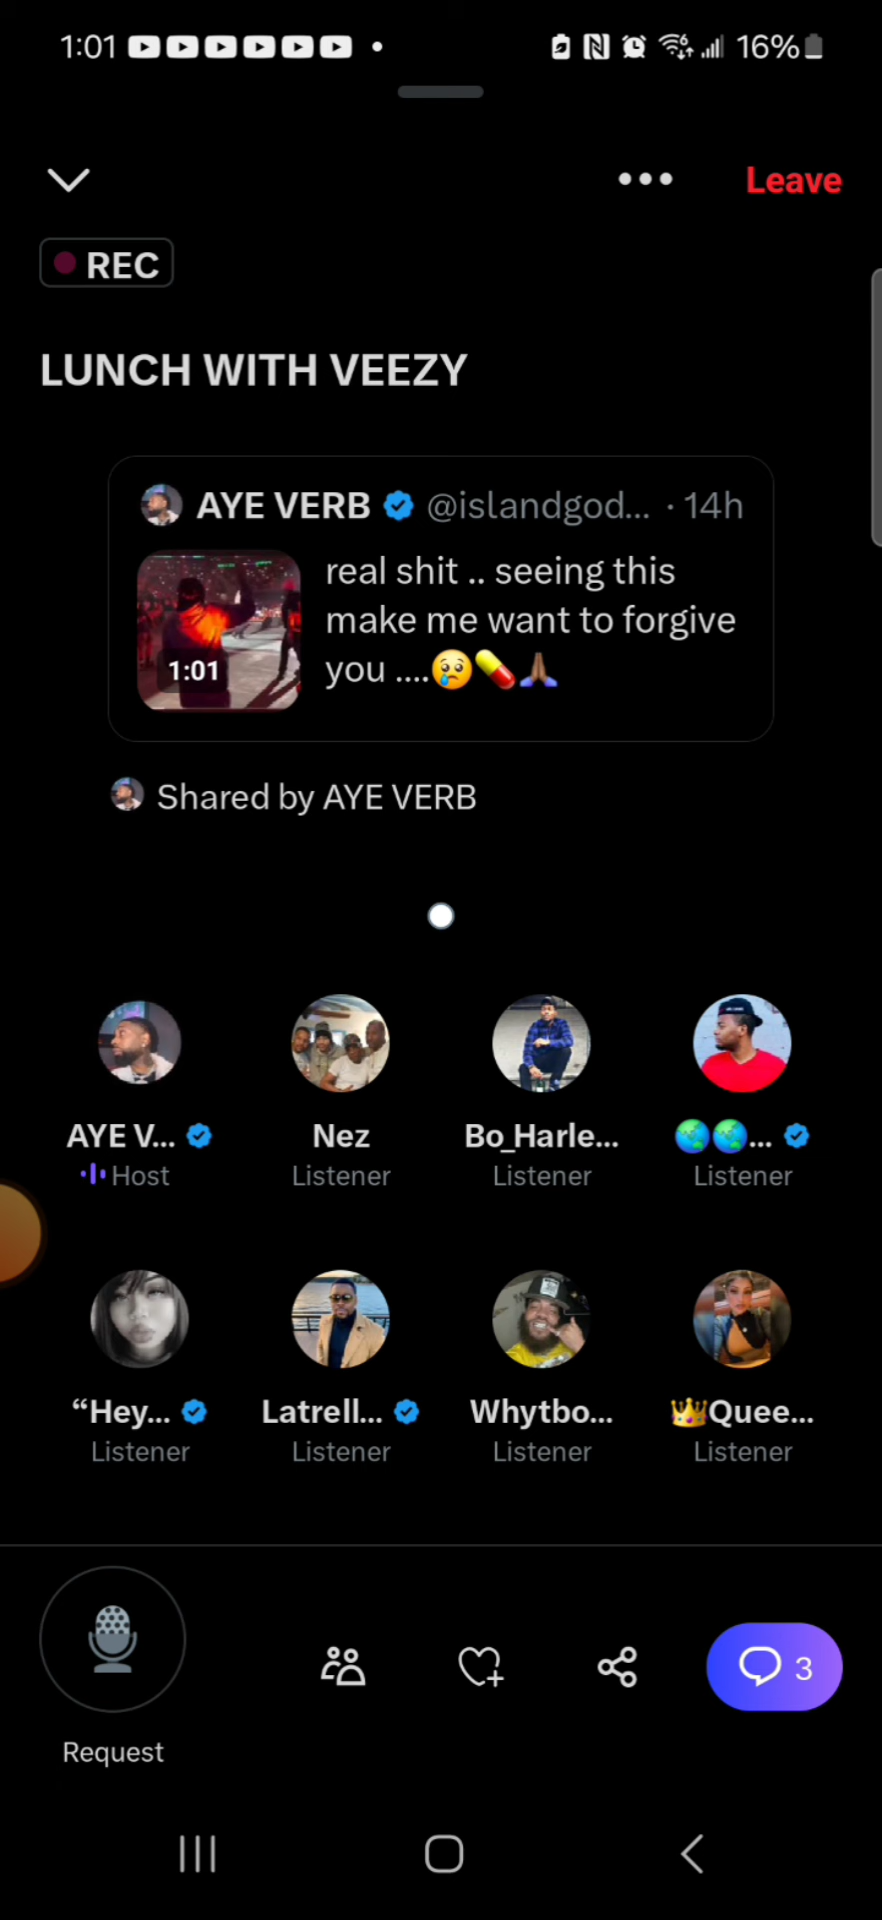 1:01 16%
Leave
REC
LUNCH WITH VEEZY
AYE VERB @islandgod... · 14h
real shit .. seeing this
make me want to forgive
you ....😢💊🙏🏾
1:01
Shared by AYE VERB
AYE V... Nez Bo_Harle... 🌏🌏...
Host Listener Listener Listener
“Hey... Latrell... Whytbo... 👑Quee...
Listener Listener Listener Listener
3
Request